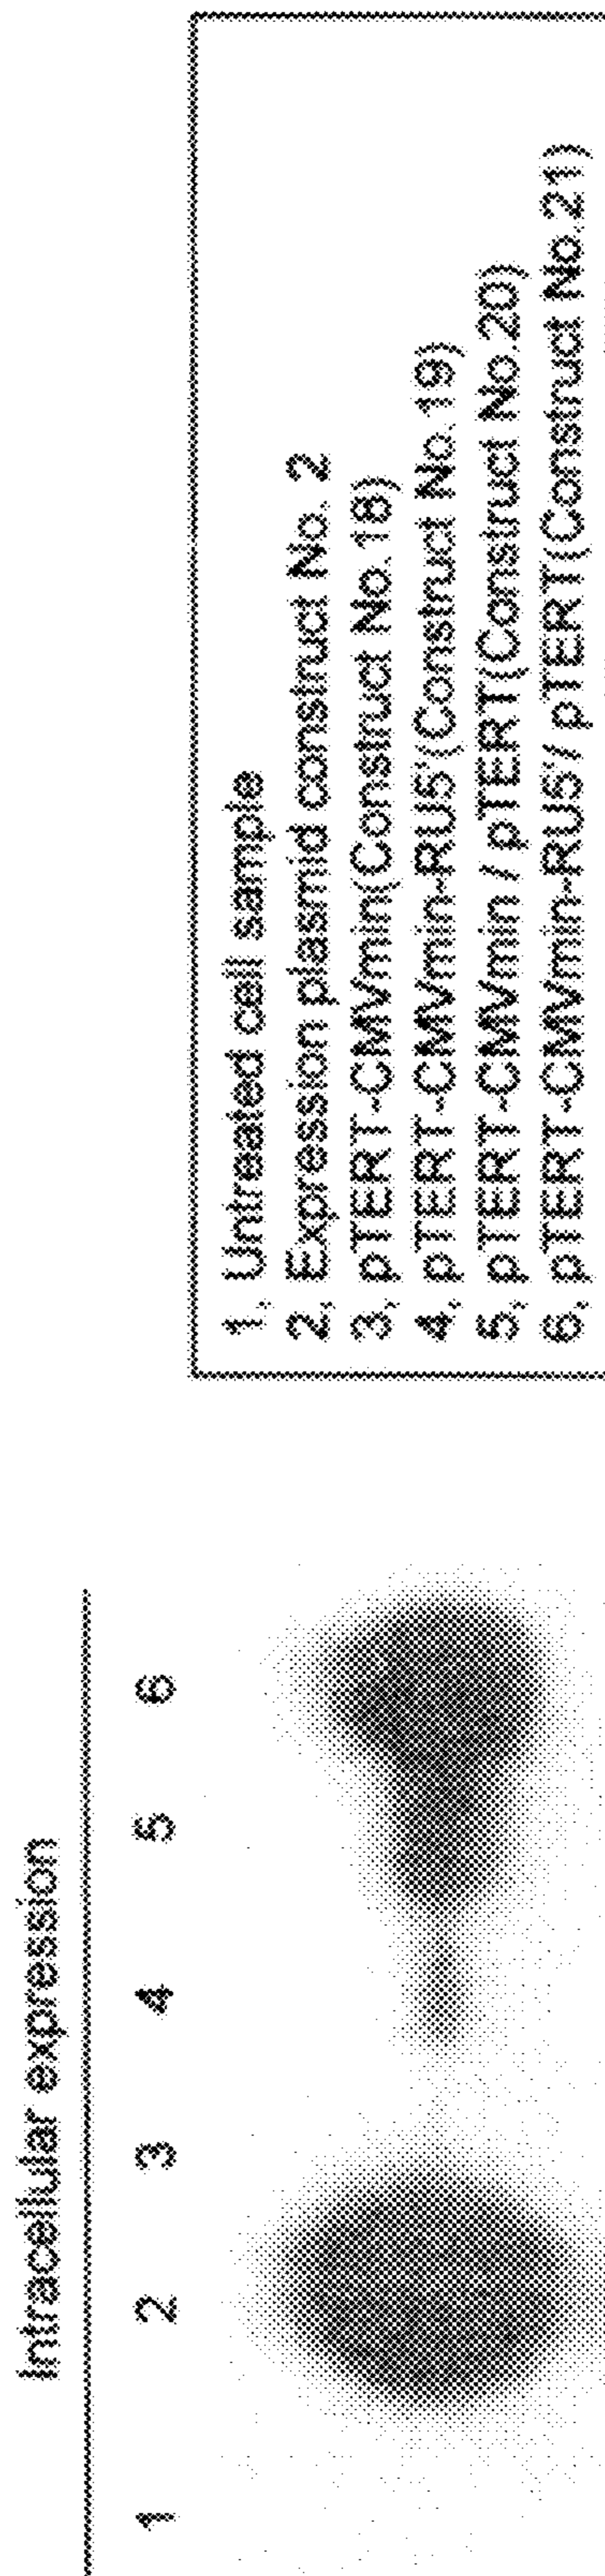 Intracellular expression
1 2 3 4 5 6
1, Untreated cell sample
2, Expression plasmid construct No. 2
3, pTERT-CMVmin(Construct No.18)
4, pTERT-CMVmin-RU5'(Construct No.19)
5, pTERT-CMVmin / pTERT(Construct No.20)
6, pTERT-CMVmin-RU5'/ pTERT(Construct No.21)